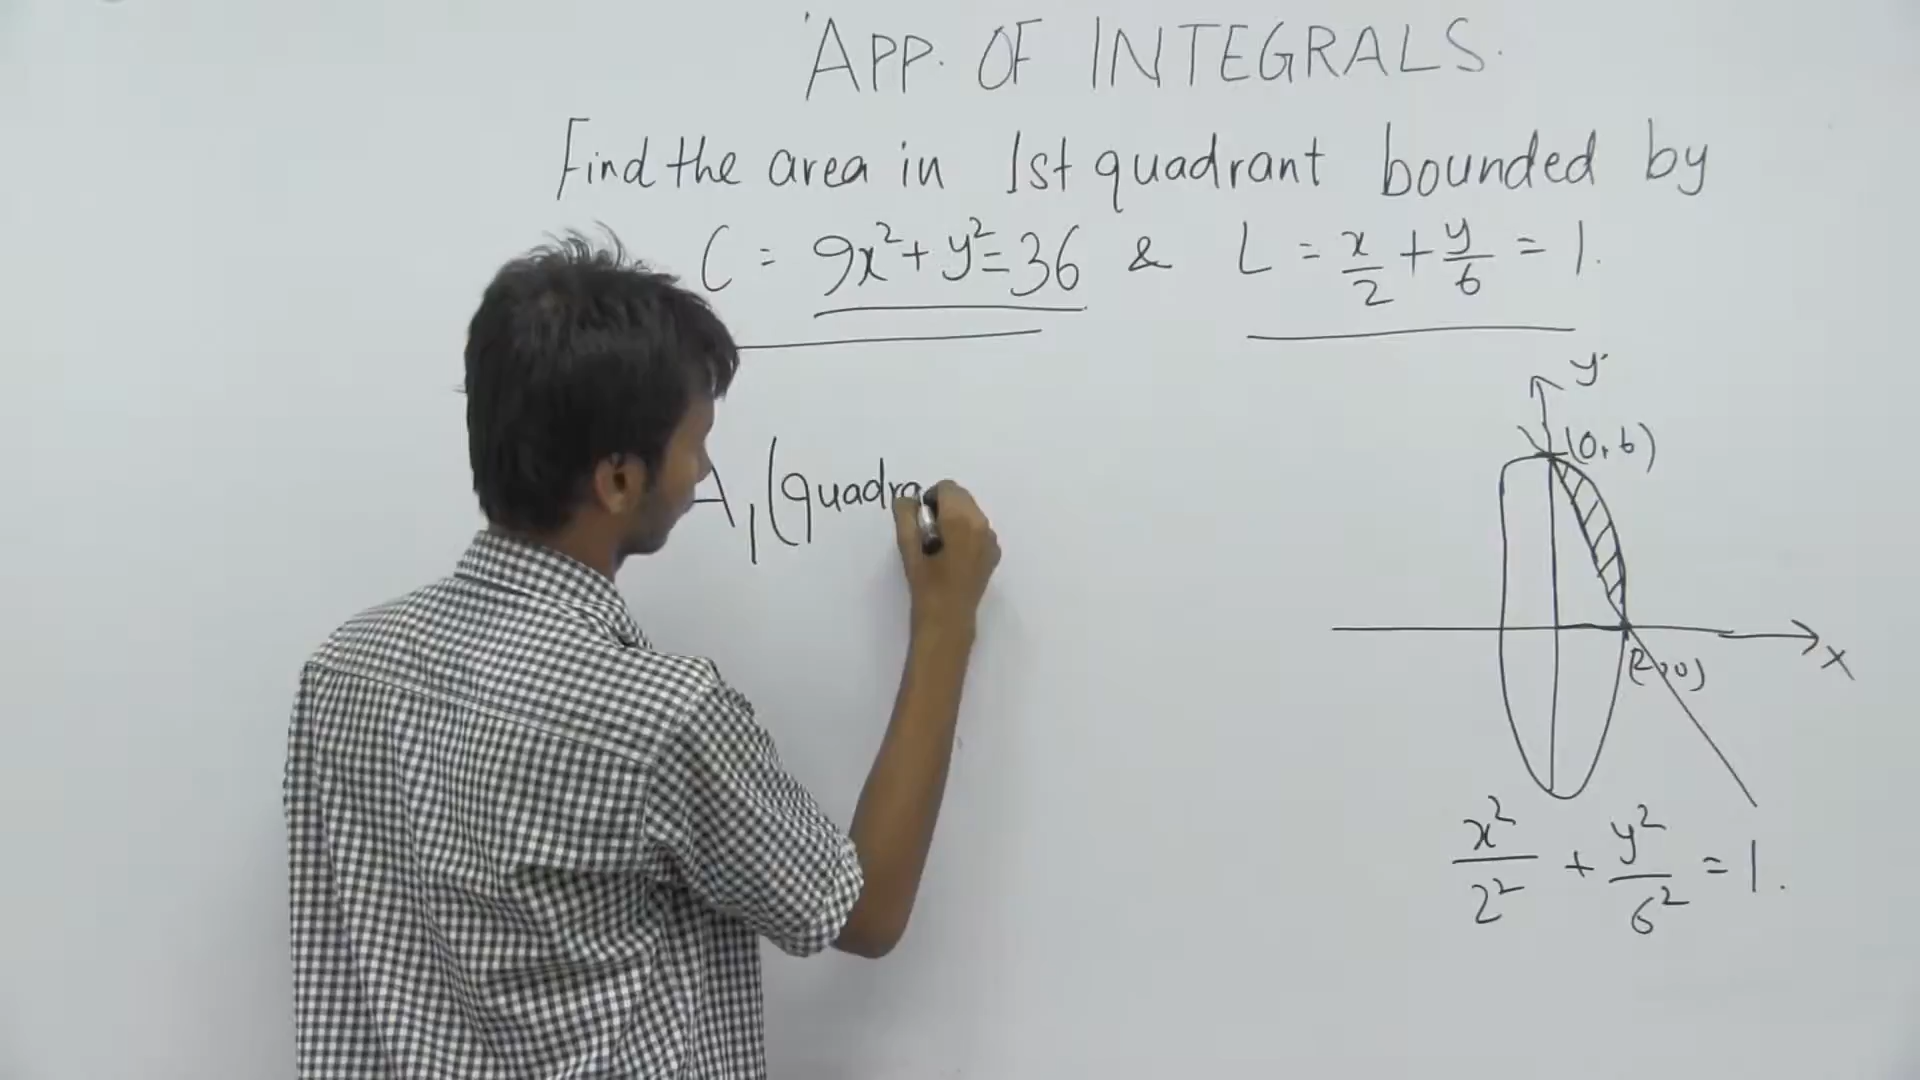 APP. OF INTEGRALS.
Find the area in 1st quadrant bounded by
C = 9x²+y²=36 & L = x/2 + y/6 = 1.
A₁(quadra
y
(0,6)
x
(2,0)
x²/2² + y²/6² = 1.